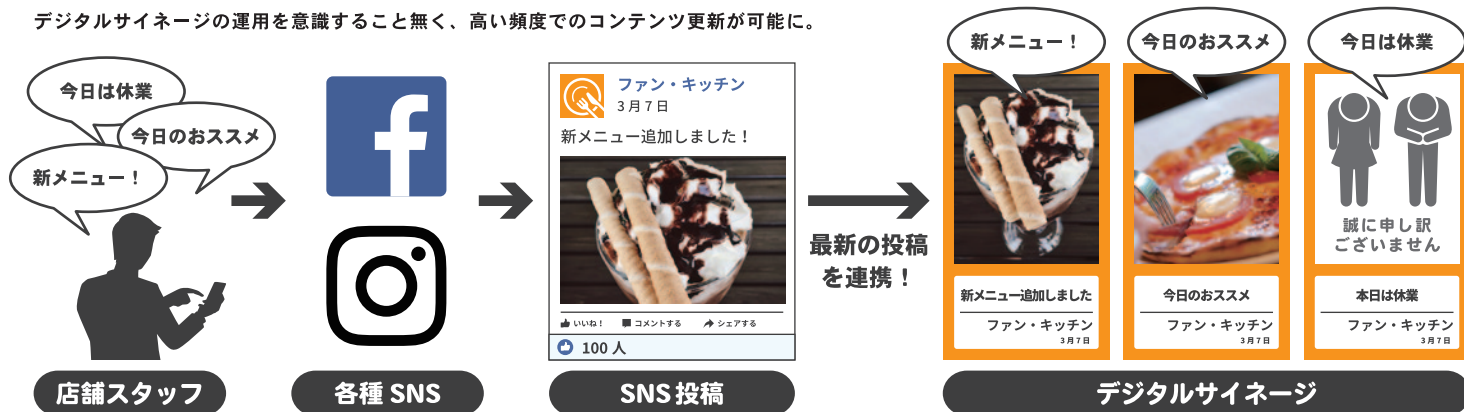 デジタルサイネージの運用を意識すること無く、高い頻度でのコンテンツ更新が可能に。
今日は休業
今日のおススメ
新メニュー！
店舗スタッフ
各種 SNS
ファン・キッチン
3月7日
新メニュー追加しました！
いいね！ コメントする シェアする
100 人
SNS 投稿
最新の投稿
を連携！
新メニュー！
新メニュー追加しました
ファン・キッチン
3月7日
今日のおススメ
今日のおススメ
ファン・キッチン
3月7日
今日は休業
誠に申し訳
ございません
本日は休業
ファン・キッチン
3月7日
デジタルサイネージ